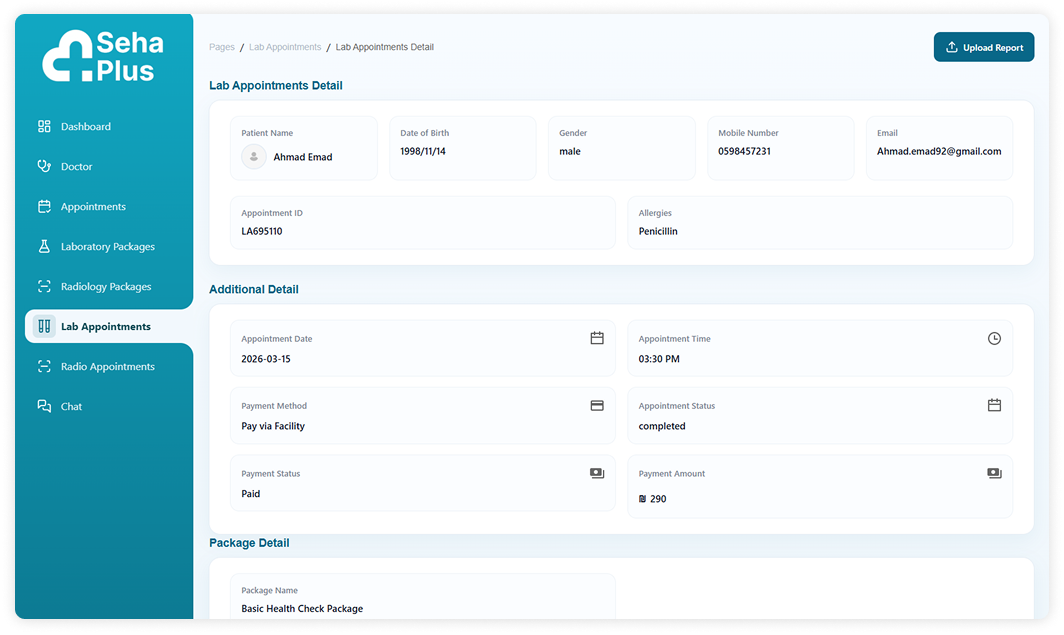 Seha
Plus
Dashboard
Doctor
Appointments
Laboratory Packages
Radiology Packages
Lab Appointments
Radio Appointments
Chat
Pages / Lab Appointments / Lab Appointments Detail
Upload Report
Lab Appointments Detail
Patient Name
Ahmad Emad
Date of Birth
1998/11/14
Gender
male
Mobile Number
0598457231
Email
Ahmad.emad92@gmail.com
Appointment ID
LA695110
Allergies
Penicillin
Additional Detail
Appointment Date
2026-03-15
Appointment Time
03:30 PM
Payment Method
Pay via Facility
Appointment Status
completed
Payment Status
Paid
Payment Amount
₪ 290
Package Detail
Package Name
Basic Health Check Package